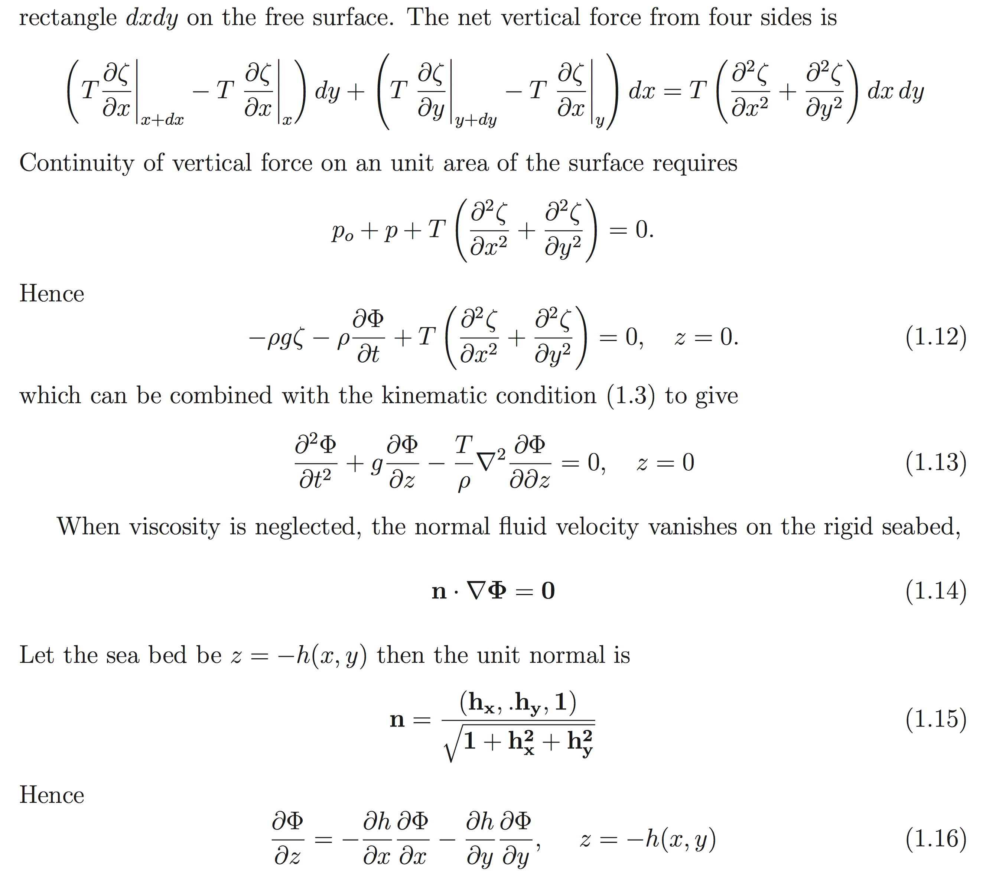 rectangle $dxdy$ on the free surface. The net vertical force from four sides is
$\left( T \frac{\partial \zeta}{\partial x} \Big|_{x+dx} - T \frac{\partial \zeta}{\partial x} \Big|_{x} \right) dy + \left( T \frac{\partial \zeta}{\partial y} \Big|_{y+dy} - T \frac{\partial \zeta}{\partial x} \Big|_{y} \right) dx = T \left( \frac{\partial^2 \zeta}{\partial x^2} + \frac{\partial^2 \zeta}{\partial y^2} \right) dx \, dy$
Continuity of vertical force on an unit area of the surface requires
$p_o + p + T \left( \frac{\partial^2 \zeta}{\partial x^2} + \frac{\partial^2 \zeta}{\partial y^2} \right) = 0.$
Hence
$-\rho g \zeta - \rho \frac{\partial \Phi}{\partial t} + T \left( \frac{\partial^2 \zeta}{\partial x^2} + \frac{\partial^2 \zeta}{\partial y^2} \right) = 0, \quad z = 0.$ (1.12)
which can be combined with the kinematic condition (1.3) to give
$\frac{\partial^2 \Phi}{\partial t^2} + g \frac{\partial \Phi}{\partial z} - \frac{T}{\rho} \nabla^2 \frac{\partial \Phi}{\partial \partial z} = 0, \quad z = 0$ (1.13)
When viscosity is neglected, the normal fluid velocity vanishes on the rigid seabed,
$\mathbf{n} \cdot \nabla \mathbf{\Phi} = \mathbf{0}$ (1.14)
Let the sea bed be $z = -h(x, y)$ then the unit normal is
$\mathbf{n} = \frac{(\mathbf{h_x}, .\mathbf{h_y}, \mathbf{1})}{\sqrt{\mathbf{1} + \mathbf{h_x^2} + \mathbf{h_y^2}}}$ (1.15)
Hence
$\frac{\partial \Phi}{\partial z} = -\frac{\partial h}{\partial x} \frac{\partial \Phi}{\partial x} - \frac{\partial h}{\partial y} \frac{\partial \Phi}{\partial y}, \quad z = -h(x, y)$ (1.16)